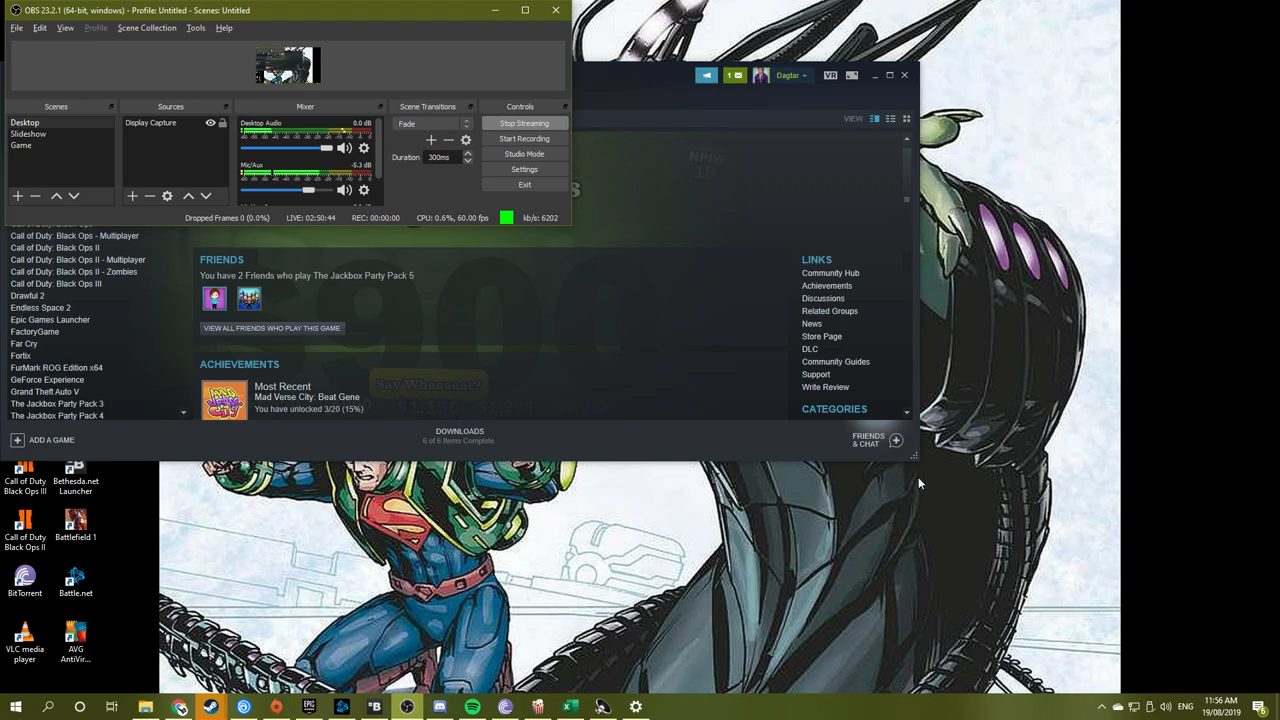 OBS 23.2.1 (64-bit, windows) - Profile: Untitled - Scenes: Untitled
File Edit View Profile Scene Collection Tools Help
Scenes Sources Mixer Scene Transitions Controls
Desktop
Slideshow
Game
Display Capture
Desktop Audio 0.0 dB
Mic/Aux -5.3 dB
Fade
Duration 300ms
Stop Streaming
Start Recording
Studio Mode
Settings
Exit
Dropped Frames 0 (0.0%) LIVE: 02:50:44 REC: 00:00:00 CPU: 0.6%, 60.00 fps kb/s: 6202
1 Dagtar VR
VIEW
Call of Duty: Black Ops - Multiplayer
Call of Duty: Black Ops II
Call of Duty: Black Ops II - Multiplayer
Call of Duty: Black Ops II - Zombies
Call of Duty: Black Ops III
Drawful 2
Endless Space 2
Epic Games Launcher
FactoryGame
Far Cry
Fortix
FurMark ROG Edition x64
GeForce Experience
Grand Theft Auto V
The Jackbox Party Pack 3
The Jackbox Party Pack 4
FRIENDS
You have 2 Friends who play The Jackbox Party Pack 5
VIEW ALL FRIENDS WHO PLAY THIS GAME
ACHIEVEMENTS
Say Whaaaaat?
Most Recent
Mad Verse City: Beat Gene
You have unlocked 3/20 (15%)
LINKS
Community Hub
Achievements
Discussions
Related Groups
News
Store Page
DLC
Community Guides
Support
Write Review
CATEGORIES
ADD A GAME
DOWNLOADS
6 of 6 Items Complete
FRIENDS
& CHAT
Call of Duty
Black Ops III
Bethesda.net
Launcher
Call of Duty
Black Ops II
Battlefield 1
BitTorrent
Battle.net
VLC media
player
AVG
AntiVir...
ENG
11:56 AM
19/08/2019
6